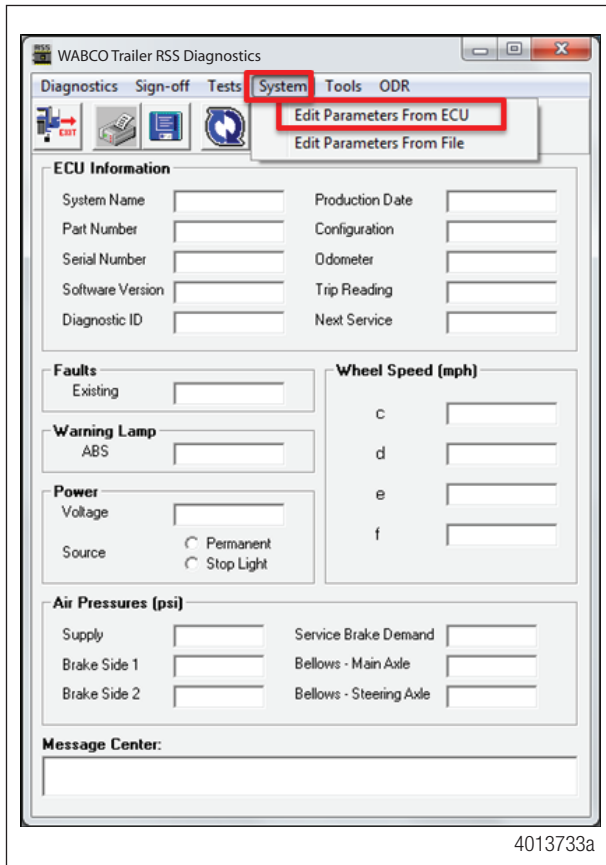 RSS WABCO Trailer RSS Diagnostics
Diagnostics Sign-off Tests System Tools ODR
Edit Parameters From ECU
EXIT
Edit Parameters From File
ECU Information
System Name Production Date
Part Number Configuration
Serial Number Odometer
Software Version Trip Reading
Diagnostic ID Next Service
Faults
Existing
Wheel Speed (mph)
c
Warning Lamp
ABS
d
Power
Voltage
e
Source
Permanent
Stop Light
f
Air Pressures (psi)
Supply Service Brake Demand
Brake Side 1 Bellows - Main Axle
Brake Side 2 Bellows - Steering Axle
Message Center:
4013733a